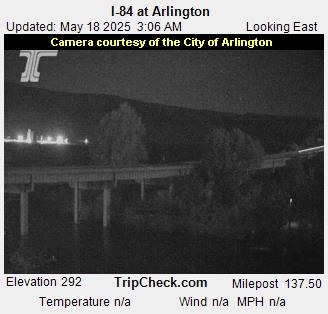 I-84 at Arlington
Updated: May 18 2025 3:06 AM Looking East
Camera courtesy of the City of Arlington
Elevation 292 TripCheck.com Milepost 137.50
Temperature n/a Wind n/a MPH n/a